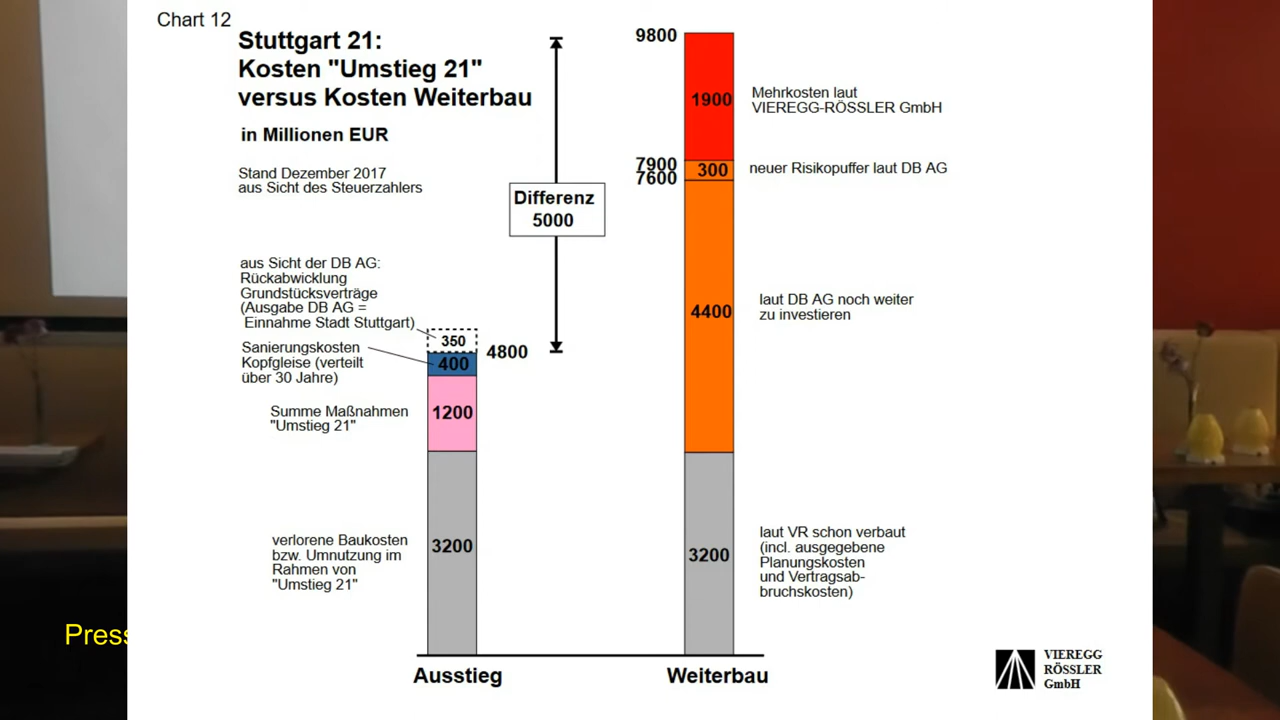 Chart 12
Stuttgart 21:
Kosten "Umstieg 21"
versus Kosten Weiterbau
in Millionen EUR
Stand Dezember 2017
aus Sicht des Steuerzahlers
Differenz
5000
aus Sicht der DB AG:
Rückabwicklung
Grundstücksverträge
(Ausgabe DB AG =
Einnahme Stadt Stuttgart)
350
4800
Sanierungskosten
Kopfgleise (verteilt
über 30 Jahre)
400
Summe Maßnahmen
"Umstieg 21"
1200
verlorene Baukosten
bzw. Umnutzung im
Rahmen von
"Umstieg 21"
3200
Ausstieg
9800
1900
Mehrkosten laut
VIEREGG-RÖSSLER GmbH
7900
7600
300
neuer Risikopuffer laut DB AG
4400
laut DB AG noch weiter
zu investieren
3200
laut VR schon verbaut
(incl. ausgegebene
Planungskosten
und Vertragsab-
bruchskosten)
Weiterbau
VIEREGG
RÖSSLER
GmbH
Press